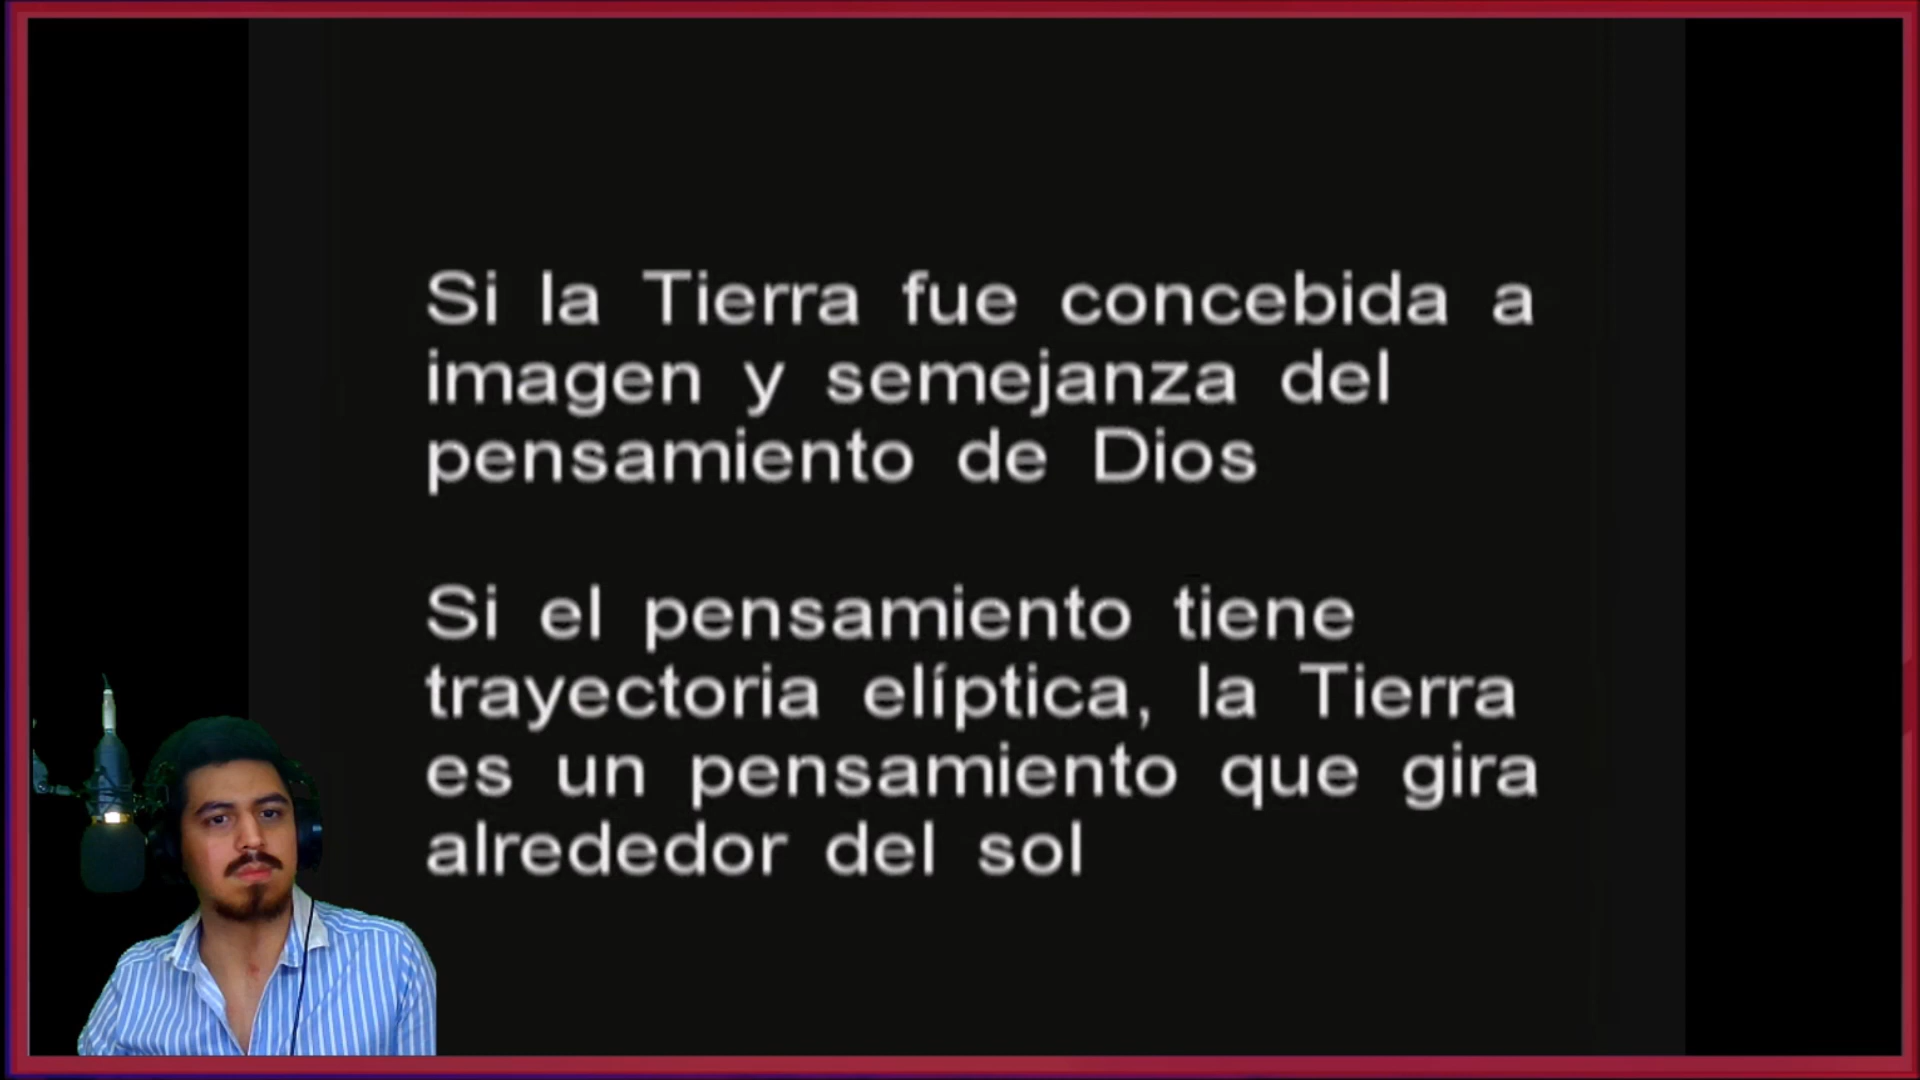 Si la Tierra fue concebida a
imagen y semejanza del
pensamiento de Dios
Si el pensamiento tiene
trayectoria elíptica, la Tierra
es un pensamiento que gira
alrededor del sol